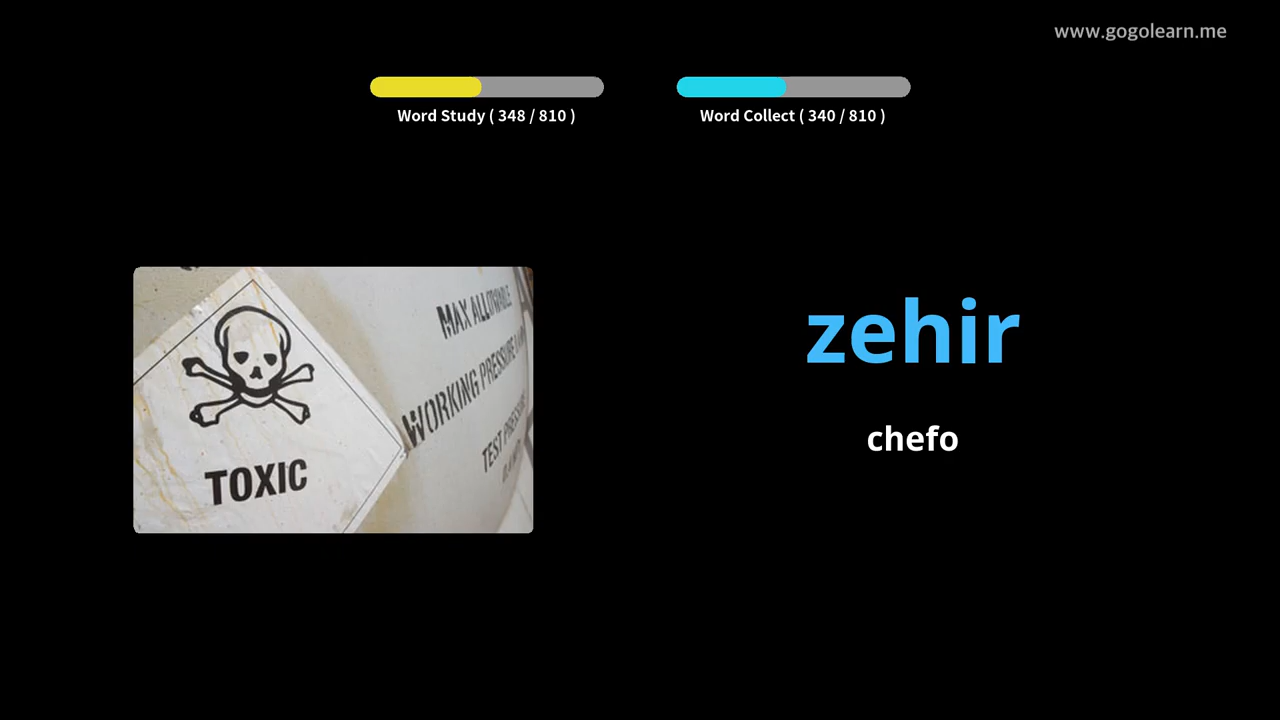 www.gogolearn.me
Word Study ( 348 / 810 )
Word Collect ( 340 / 810 )
MAX ALLOWABLE
WORKING PRESSURE
TEST
TOXIC
zehir
chefo